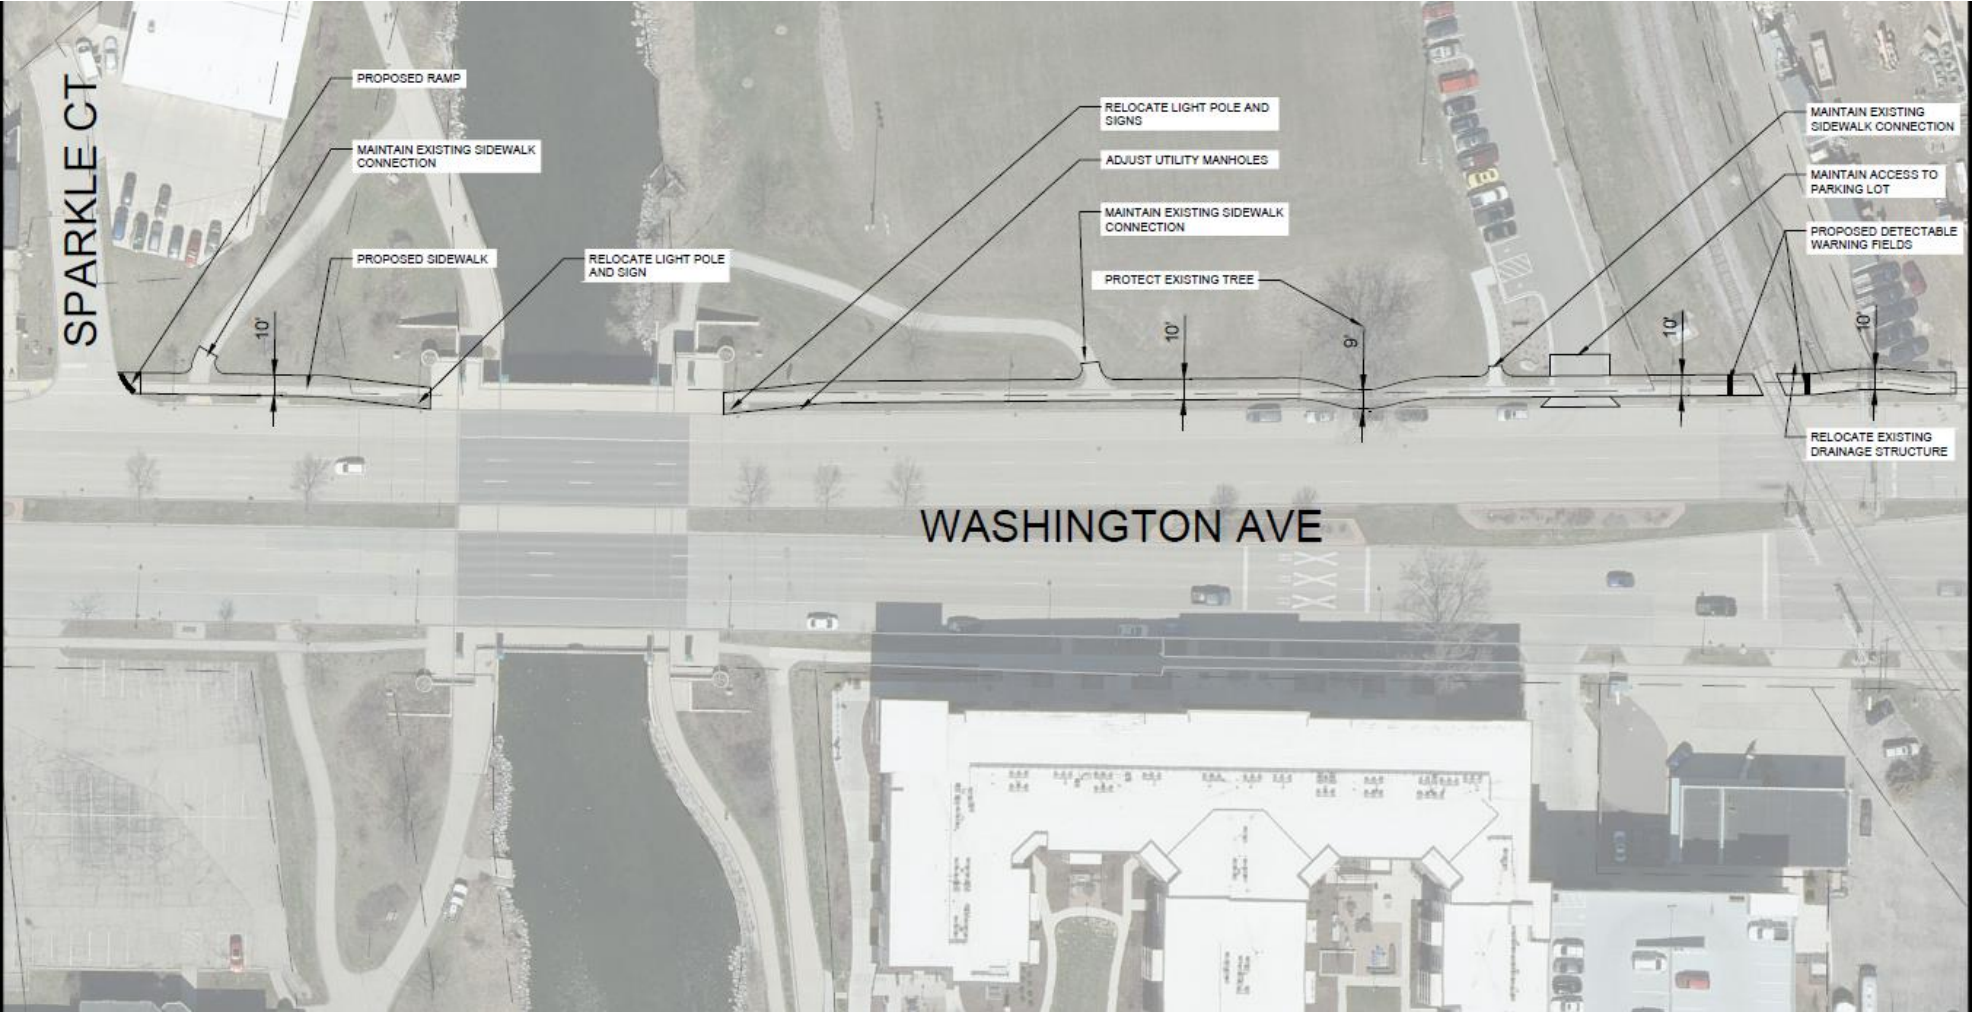 SPARKLE CT
PROPOSED RAMP
MAINTAIN EXISTING SIDEWALK
CONNECTION
PROPOSED SIDEWALK
10'
RELOCATE LIGHT POLE
AND SIGN
RELOCATE LIGHT POLE AND
SIGNS
ADJUST UTILITY MANHOLES
MAINTAIN EXISTING SIDEWALK
CONNECTION
PROTECT EXISTING TREE
10'
9'
MAINTAIN EXISTING
SIDEWALK CONNECTION
MAINTAIN ACCESS TO
PARKING LOT
PROPOSED DETECTABLE
WARNING FIELDS
10'
10'
RELOCATE EXISTING
DRAINAGE STRUCTURE
WASHINGTON AVE